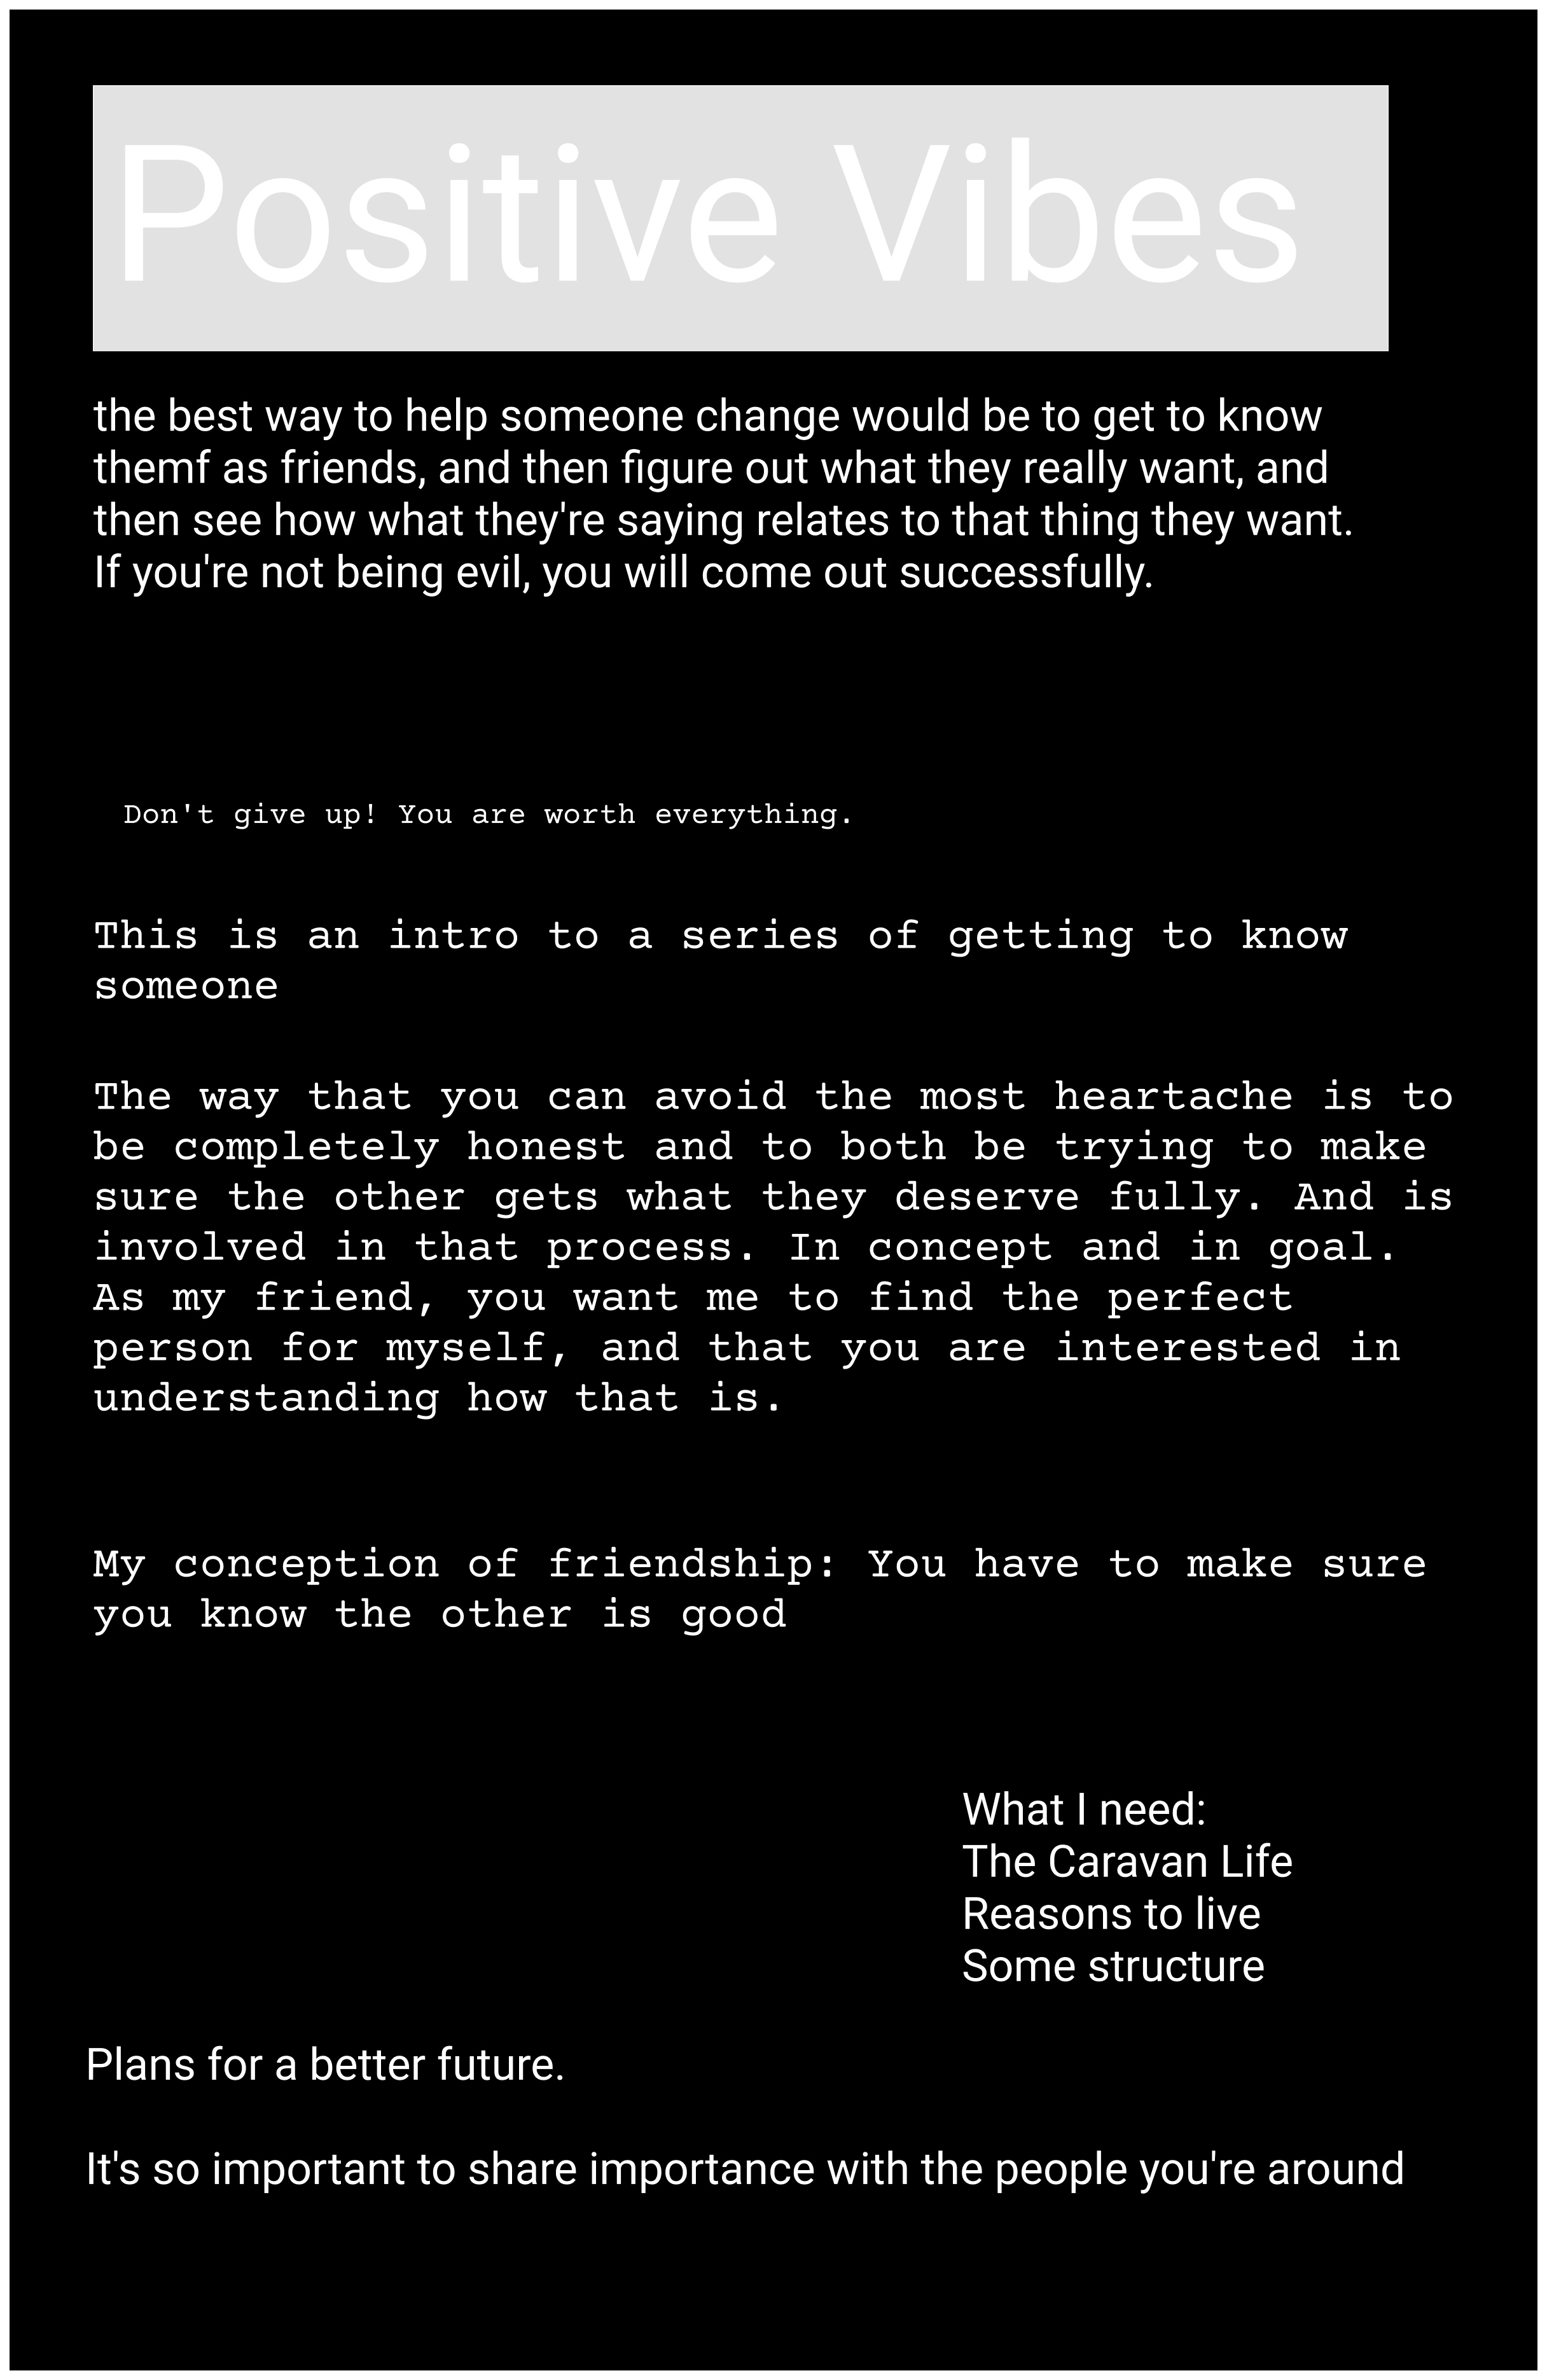 Positive Vibes
the best way to help someone change would be to get to know
themf as friends, and then figure out what they really want, and
then see how what they're saying relates to that thing they want.
If you're not being evil, you will come out successfully.
Don't give up! You are worth everything.
This is an intro to a series of getting to know
someone
The way that you can avoid the most heartache is to
be completely honest and to both be trying to make
sure the other gets what they deserve fully. And is
involved in that process. In concept and in goal.
As my friend, you want me to find the perfect
person for myself, and that you are interested in
understanding how that is.
My conception of friendship: You have to make sure
you know the other is good
What I need:
The Caravan Life
Reasons to live
Some structure
Plans for a better future.
It's so important to share importance with the people you're around